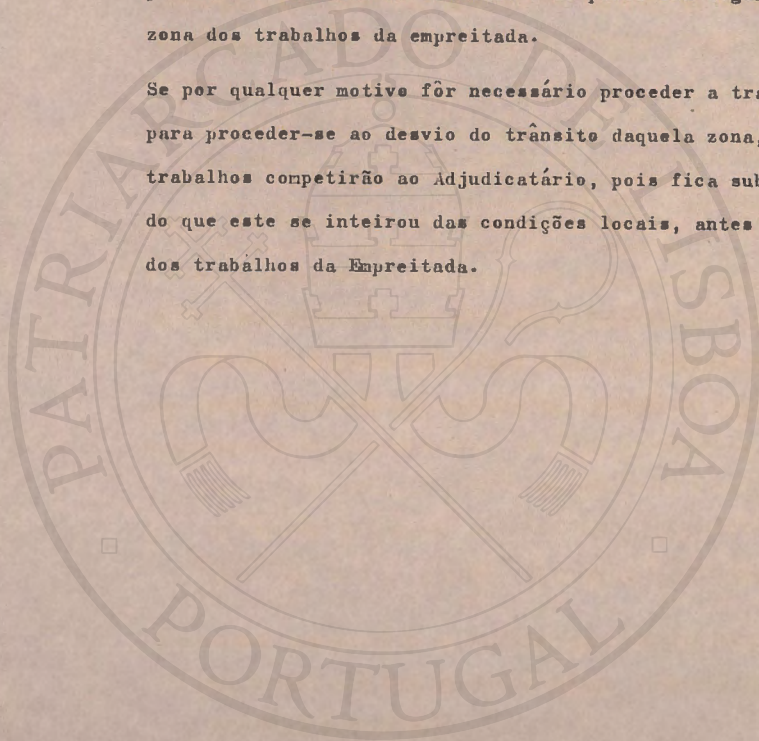 zona dos trabalhos da empreitada.
Se por qualquer motivo fôr necessário proceder a tra
para proceder-se ao desvio do trânsito daquela zona,
trabalhos competirão ao Adjudicatário, pois fica sub
do que este se inteirou das condições locais, antes
dos trabalhos da Empreitada.
PATRIARCADO DE LISBOA
PORTUGAL